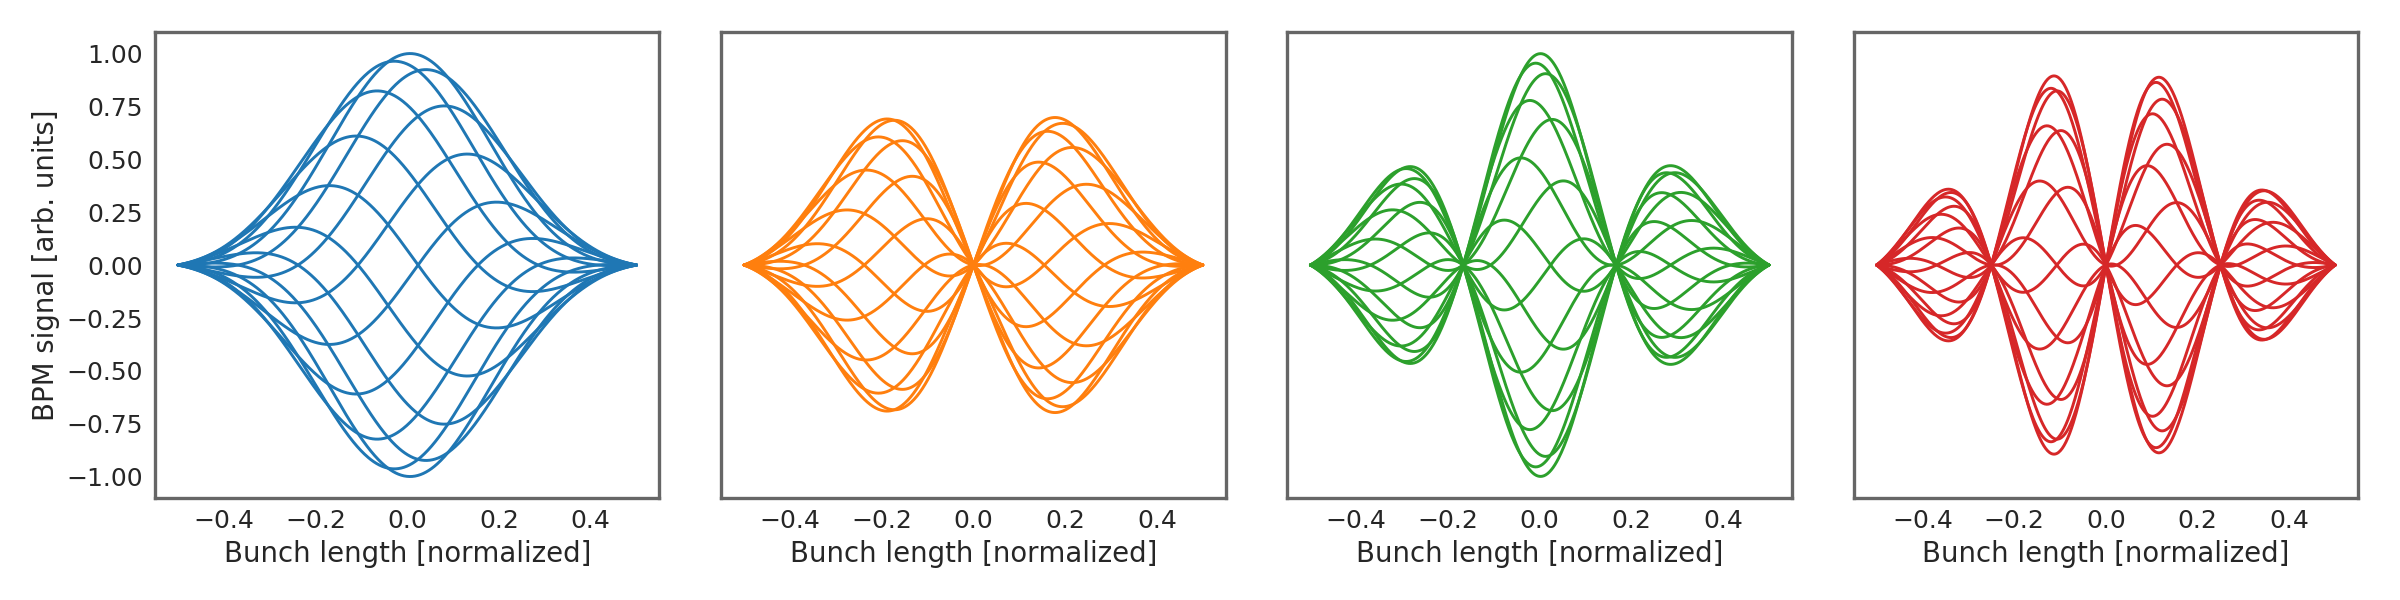 BPM signal [arb. units]
1.00
0.75
0.50
0.25
0.00
−0.25
−0.50
−0.75
−1.00
−0.4 −0.2 0.0 0.2 0.4
Bunch length [normalized]
−0.4 −0.2 0.0 0.2 0.4
Bunch length [normalized]
−0.4 −0.2 0.0 0.2 0.4
Bunch length [normalized]
−0.4 −0.2 0.0 0.2 0.4
Bunch length [normalized]